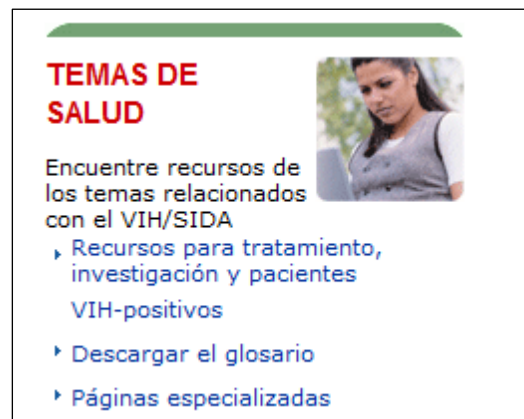 TEMAS DE
SALUD
Encuentre recursos de
los temas relacionados
con el VIH/SIDA
Recursos para tratamiento,
investigación y pacientes
VIH-positivos
Descargar el glosario
Páginas especializadas